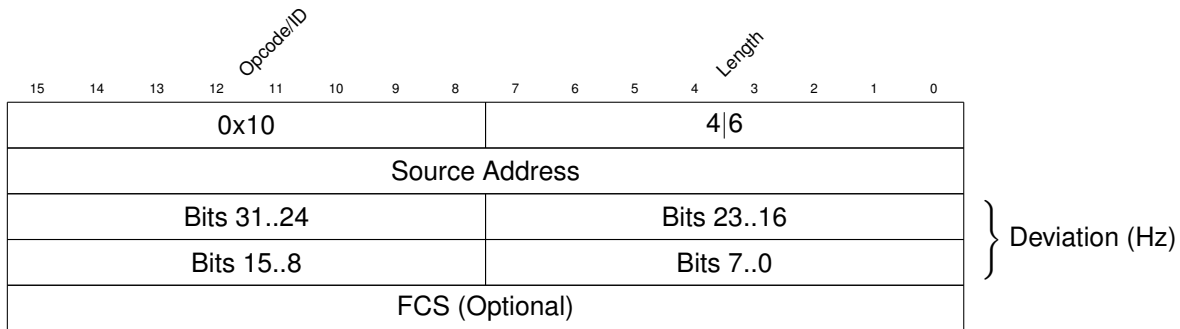 Opcode/ID Length
15 14 13 12 11 10 9 8 7 6 5 4 3 2 1 0
0x10 4|6
Source Address
Bits 31..24 Bits 23..16
Deviation (Hz)
Bits 15..8 Bits 7..0
FCS (Optional)